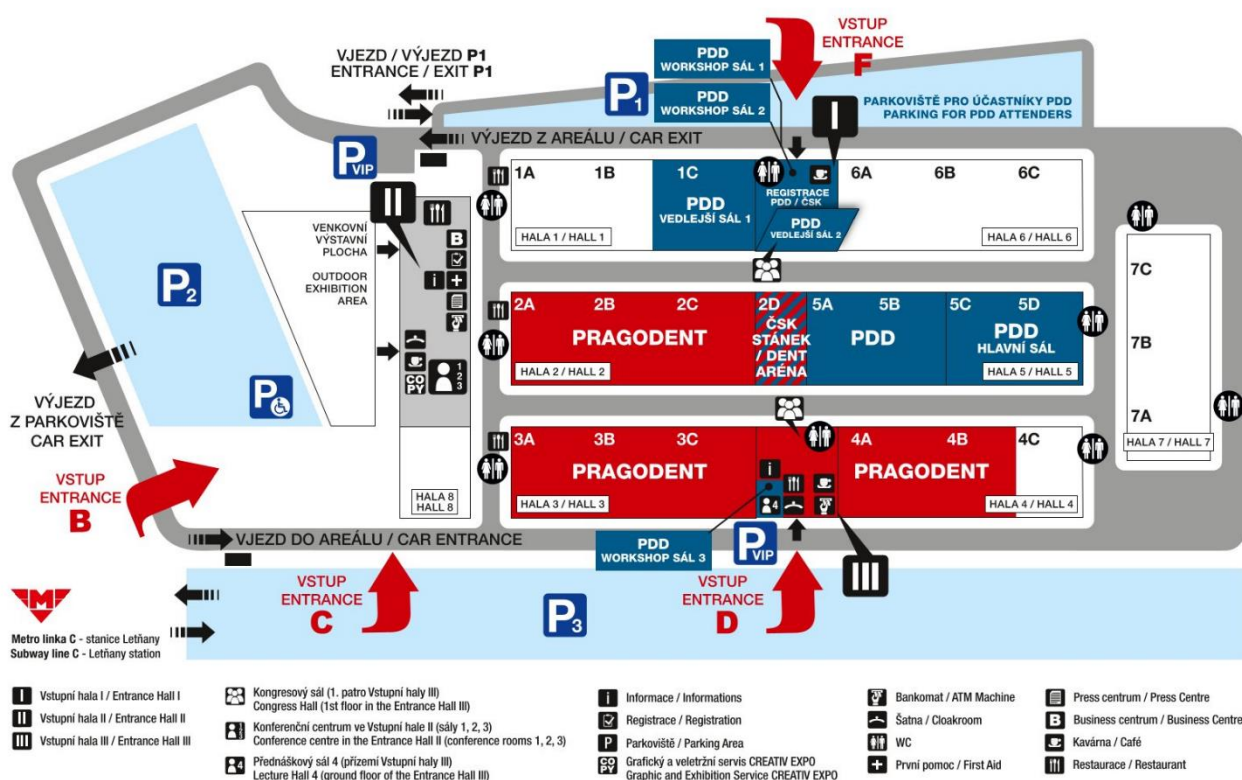 VSTUP
ENTRANCE
F
PDD
WORKSHOP SÁL 1
PDD
WORKSHOP SÁL 2
VJEZD / VÝJEZD P1
ENTRANCE / EXIT P1
P1
I
PARKOVIŠTĚ PRO ÚČASTNÍKY PDD
PARKING FOR PDD ATTENDERS
VÝJEZD Z AREÁLU / CAR EXIT
P VIP
II
1A 1B 1C 6A 6B 6C
PDD
VEDLEJŠÍ SÁL 1
REGISTRACE
PDD / ČSK
PDD
VEDLEJŠÍ SÁL 2
HALA 1 / HALL 1
HALA 6 / HALL 6
VENKOVNÍ
VÝSTAVNÍ
PLOCHA
OUTDOOR
EXHIBITION
AREA
B
i
COPY
1
2
3
P2
P
7C
7B
7A
HALA 7 / HALL 7
2A 2B 2C 2D 5A 5B 5C 5D
PRAGODENT
ČSK
STÁNEK
/ DENT
ARÉNA
PDD
PDD
HLAVNÍ SÁL
HALA 2 / HALL 2
HALA 5 / HALL 5
VÝJEZD
Z PARKOVIŠTĚ
CAR EXIT
VSTUP
ENTRANCE
B
HALA 8
HALL 8
3A 3B 3C 4A 4B 4C
PRAGODENT
PRAGODENT
i
4
HALA 3 / HALL 3
HALA 4 / HALL 4
VJEZD DO AREÁLU / CAR ENTRANCE
PDD
WORKSHOP SÁL 3
P VIP
III
VSTUP
ENTRANCE
C
VSTUP
ENTRANCE
D
P3
M
Metro linka C - stanice Letňany
Subway line C - Letňany station
I Vstupní hala I / Entrance Hall I
II Vstupní hala II / Entrance Hall II
III Vstupní hala III / Entrance Hall III
Kongresový sál (1. patro Vstupní haly III)
Congress Hall (1st floor in the Entrance Hall III)
Konferenční centrum ve Vstupní hale II (sály 1, 2, 3)
Conference centre in the Entrance Hall II (conference rooms 1, 2, 3)
4 Přednáškový sál 4 (přízemí Vstupní haly III)
Lecture Hall 4 (ground floor of the Entrance Hall III)
i Informace / Informations
Registrace / Registration
P Parkoviště / Parking Area
COPY Grafický a veletržní servis CREATIV EXPO
Graphic and Exhibition Service CREATIV EXPO
Bankomat / ATM Machine
Šatna / Cloakroom
WC
První pomoc / First Aid
Press centrum / Press Centre
B Business centrum / Business Centre
Kavárna / Café
Restaurace / Restaurant